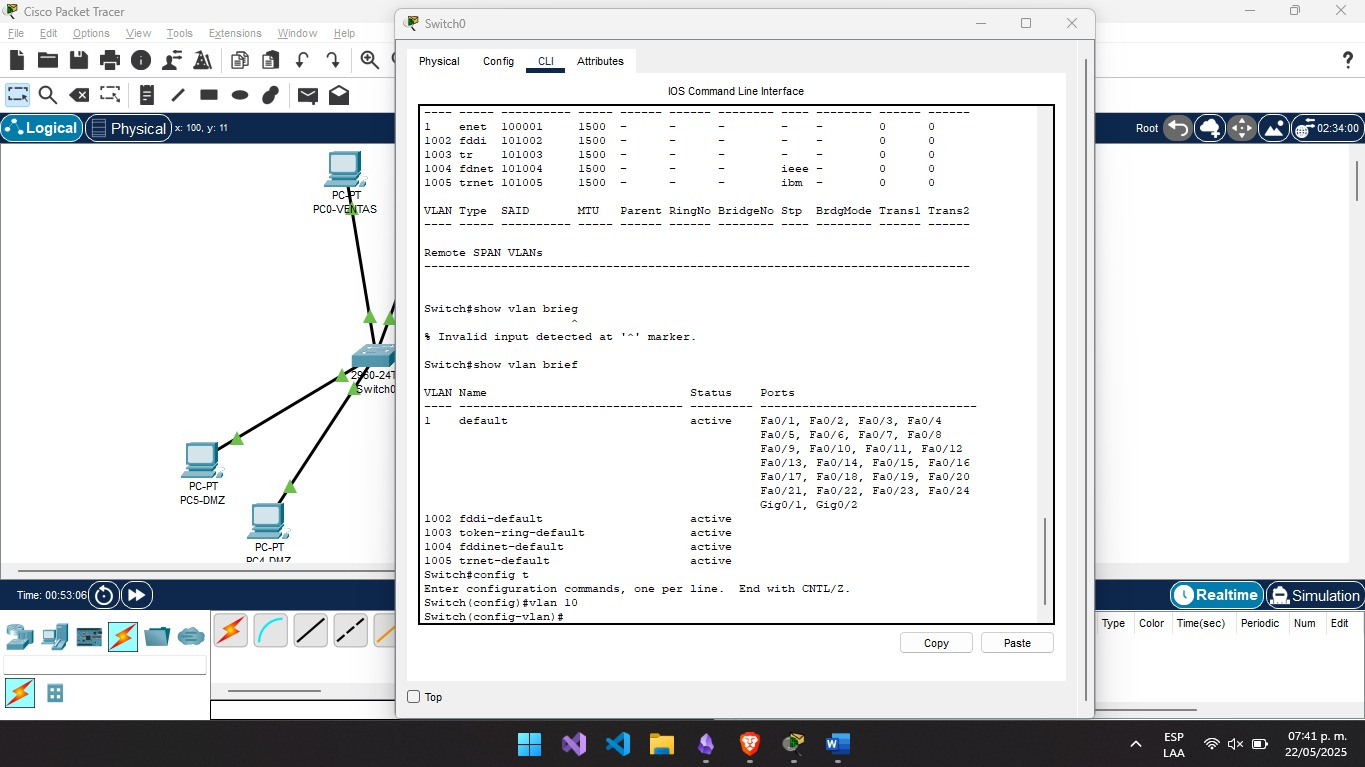 Cisco Packet Tracer
File Edit Options View Tools Extensions Window Help
?
Logical Physical x: 100, y: 11
Root 02:34:00
PC-PT
PC0-VENTAS
2960-24T
Switch0
PC-PT
PC5-DMZ
PC-PT
PC4-DMZ
Switch0
Physical Config CLI Attributes
IOS Command Line Interface
---- ----- ---------- ----- ------ ------ -------- ---- -------- ------ ------
1 enet 100001 1500 - - - - - 0 0
1002 fddi 101002 1500 - - - - - 0 0
1003 tr 101003 1500 - - - - - 0 0
1004 fdnet 101004 1500 - - - ieee - 0 0
1005 trnet 101005 1500 - - - ibm - 0 0
VLAN Type SAID MTU Parent RingNo BridgeNo Stp BrdgMode Trans1 Trans2
---- ----- ---------- ----- ------ ------ -------- ---- -------- ------ ------
Remote SPAN VLANs
------------------------------------------------------------------------------
Switch#show vlan brieg
^
% Invalid input detected at '^' marker.
Switch#show vlan brief
VLAN Name Status Ports
---- -------------------------------- --------- -------------------------------
1 default active Fa0/1, Fa0/2, Fa0/3, Fa0/4
Fa0/5, Fa0/6, Fa0/7, Fa0/8
Fa0/9, Fa0/10, Fa0/11, Fa0/12
Fa0/13, Fa0/14, Fa0/15, Fa0/16
Fa0/17, Fa0/18, Fa0/19, Fa0/20
Fa0/21, Fa0/22, Fa0/23, Fa0/24
Gig0/1, Gig0/2
1002 fddi-default active
1003 token-ring-default active
1004 fddinet-default active
1005 trnet-default active
Switch#config t
Enter configuration commands, one per line. End with CNTL/Z.
Switch(config)#vlan 10
Switch(config-vlan)#
Copy Paste
Top
Time: 00:53:06
Realtime Simulation
Type Color Time(sec) Periodic Num Edit
ESP
LAA
07:41 p. m.
22/05/2025